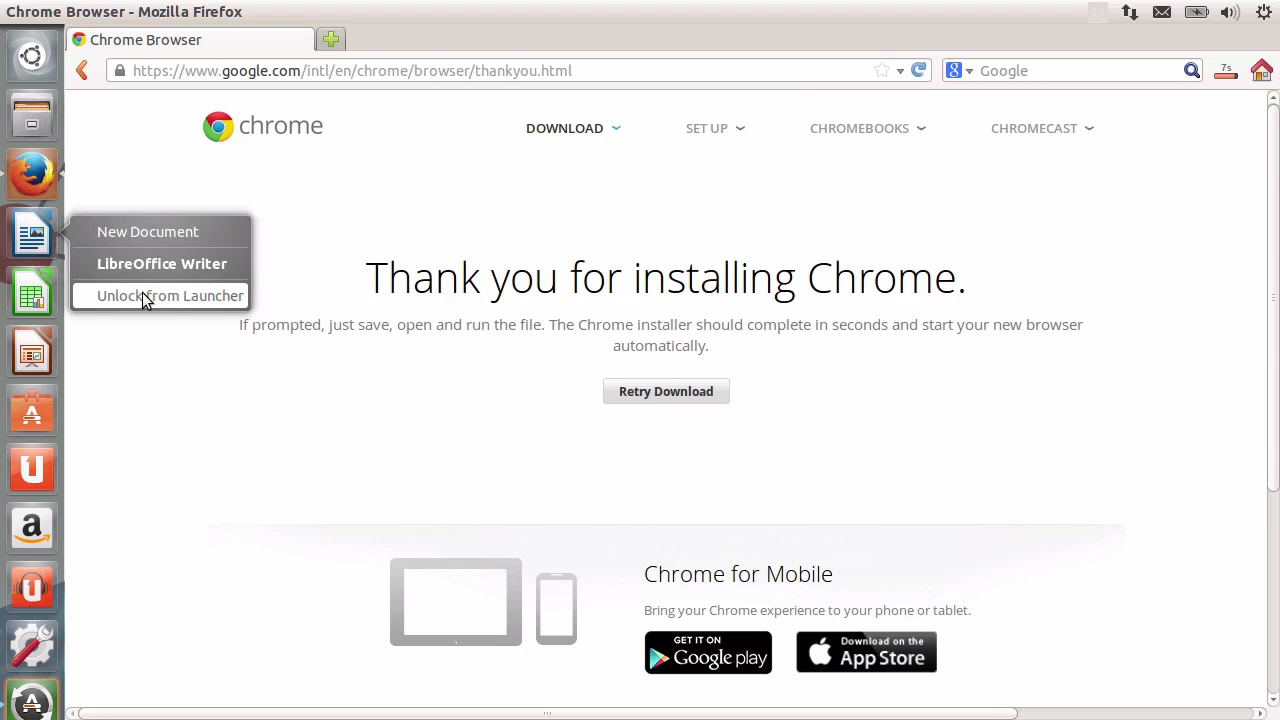 Chrome Browser - Mozilla Firefox
Chrome Browser
https://www.google.com/intl/en/chrome/browser/thankyou.html
Google
7s
chrome
DOWNLOAD
SET UP
CHROMEBOOKS
CHROMECAST
New Document
LibreOffice Writer
Unlock from Launcher
Thank you for installing Chrome.
If prompted, just save, open and run the file. The Chrome installer should complete in seconds and start your new browser
automatically.
Retry Download
Chrome for Mobile
Bring your Chrome experience to your phone or tablet.
GET IT ON
Google play
Download on the
App Store